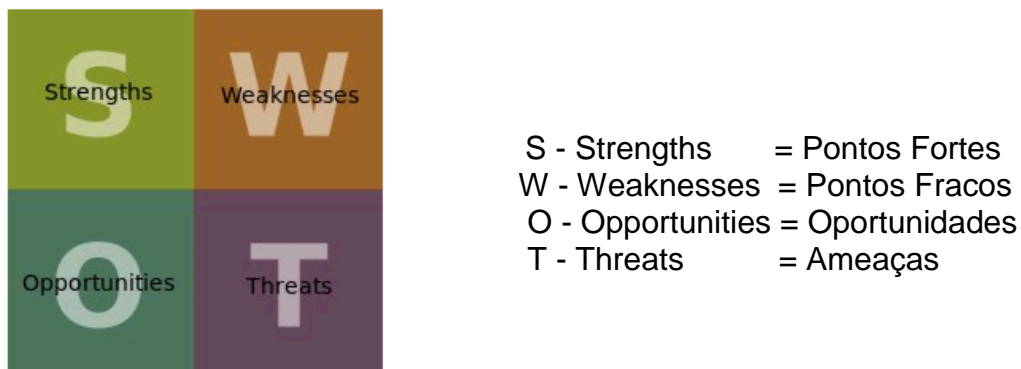 S
Strengths
W
Weaknesses
O
Opportunities
T
Threats
S - Strengths = Pontos Fortes
W - Weaknesses = Pontos Fracos
O - Opportunities = Oportunidades
T - Threats = Ameaças